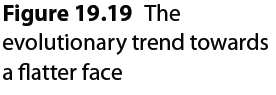 Figure 19.19 The
evolutionary trend towards
a flatter face